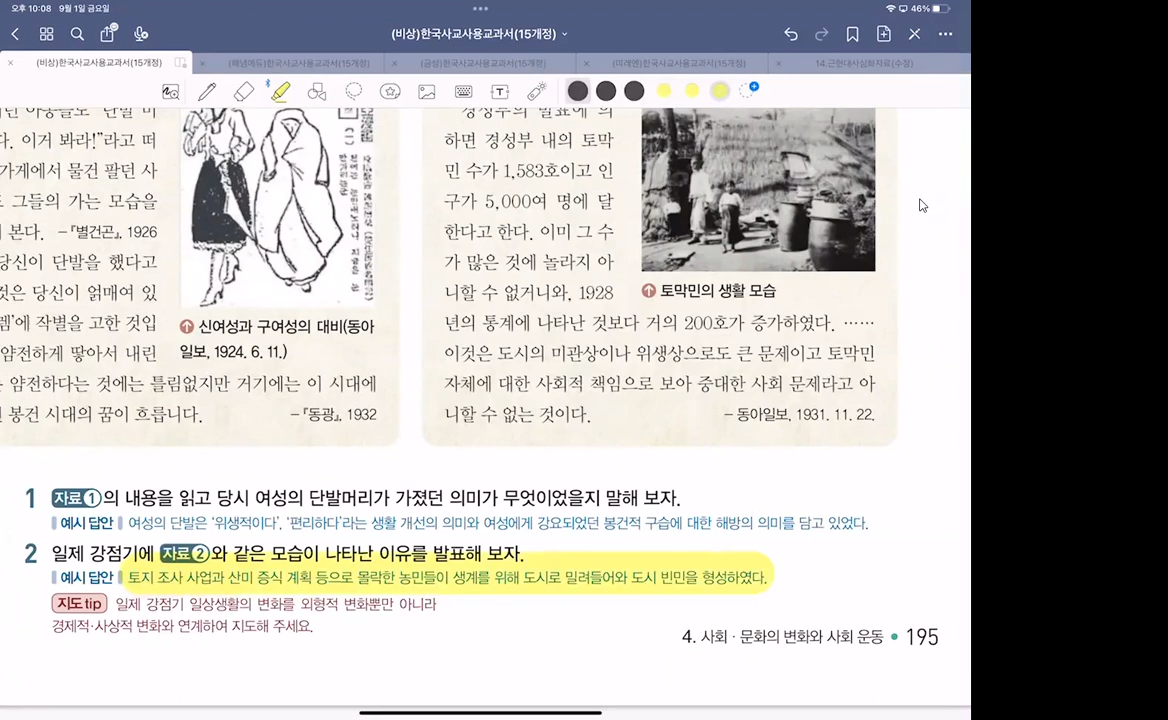 오후 10:08 9월 1일 금요일
46%
(비상)한국사교사용교과서(15개정)
(비상)한국사교사용교과서(15개정)
(해냄에듀)한국사교사용교과서(15개정)
(금성)한국사교사용교과서(15개정)
(미래엔)한국사교사용교과서(15개정)
14.근현대사심화자료(수정)
다. 이거 봐라!”라고 떠
가게에서 물건 팔던 사
그들의 가는 모습을
본다. －『별건곤』, 1926
당신이 단발을 했다고
것은 당신이 얽매여 있
에 작별을 고한 것입
얌전하게 땋아서 내린
얌전하다는 것에는 틀림없지만 거기에는 이 시대에
봉건 시대의 꿈이 흐릅니다. －『동광』, 1932
신여성과 구여성의 대비(동아
일보, 1924. 6. 11.)
경성부의 발표에 의
하면 경성부 내의 토막
민 수가 1,583호이고 인
구가 5,000여 명에 달
한다고 한다. 이미 그 수
가 많은 것에 놀라지 아
니할 수 없거니와, 1928
년의 통계에 나타난 것보다 거의 200호가 증가하였다. ……
이것은 도시의 미관상이나 위생상으로도 큰 문제이고 토막민
자체에 대한 사회적 책임으로 보아 중대한 사회 문제라고 아
니할 수 없는 것이다. －동아일보, 1931. 11. 22.
토막민의 생활 모습
1 자료①의 내용을 읽고 당시 여성의 단발머리가 가졌던 의미가 무엇이었을지 말해 보자.
예시 답안 여성의 단발은 ‘위생적이다’, ‘편리하다’라는 생활 개선의 의미와 여성에게 강요되었던 봉건적 구습에 대한 해방의 의미를 담고 있었다.
2 일제 강점기에 자료②와 같은 모습이 나타난 이유를 발표해 보자.
예시 답안 토지 조사 사업과 산미 증식 계획 등으로 몰락한 농민들이 생계를 위해 도시로 밀려들어와 도시 빈민을 형성하였다.
지도 tip 일제 강점기 일상생활의 변화를 외형적 변화뿐만 아니라
경제적·사상적 변화와 연계하여 지도해 주세요.
4. 사회·문화의 변화와 사회 운동 • 195